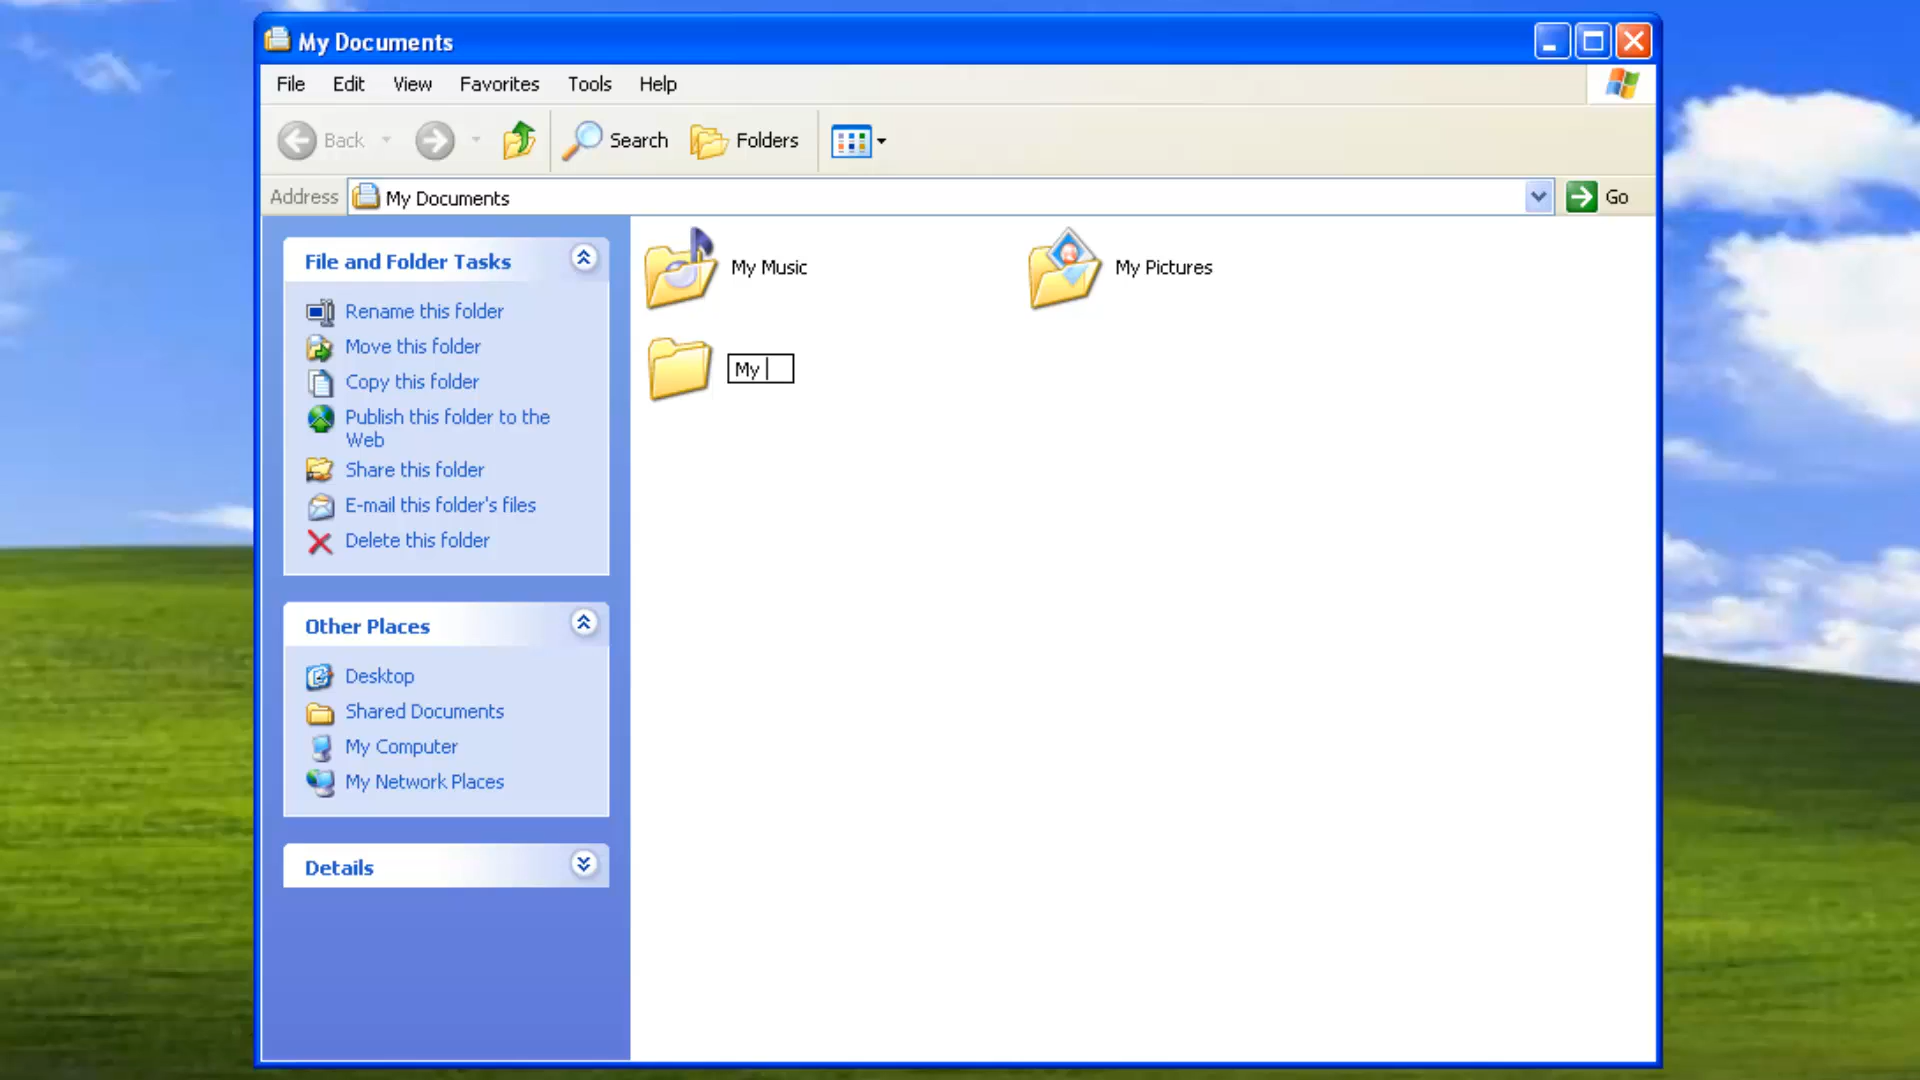 My Documents
File Edit View Favorites Tools Help
Back Search Folders
Address My Documents Go
File and Folder Tasks
Rename this folder
Move this folder
Copy this folder
Publish this folder to the
Web
Share this folder
E-mail this folder's files
Delete this folder
Other Places
Desktop
Shared Documents
My Computer
My Network Places
Details
My Music My Pictures
My